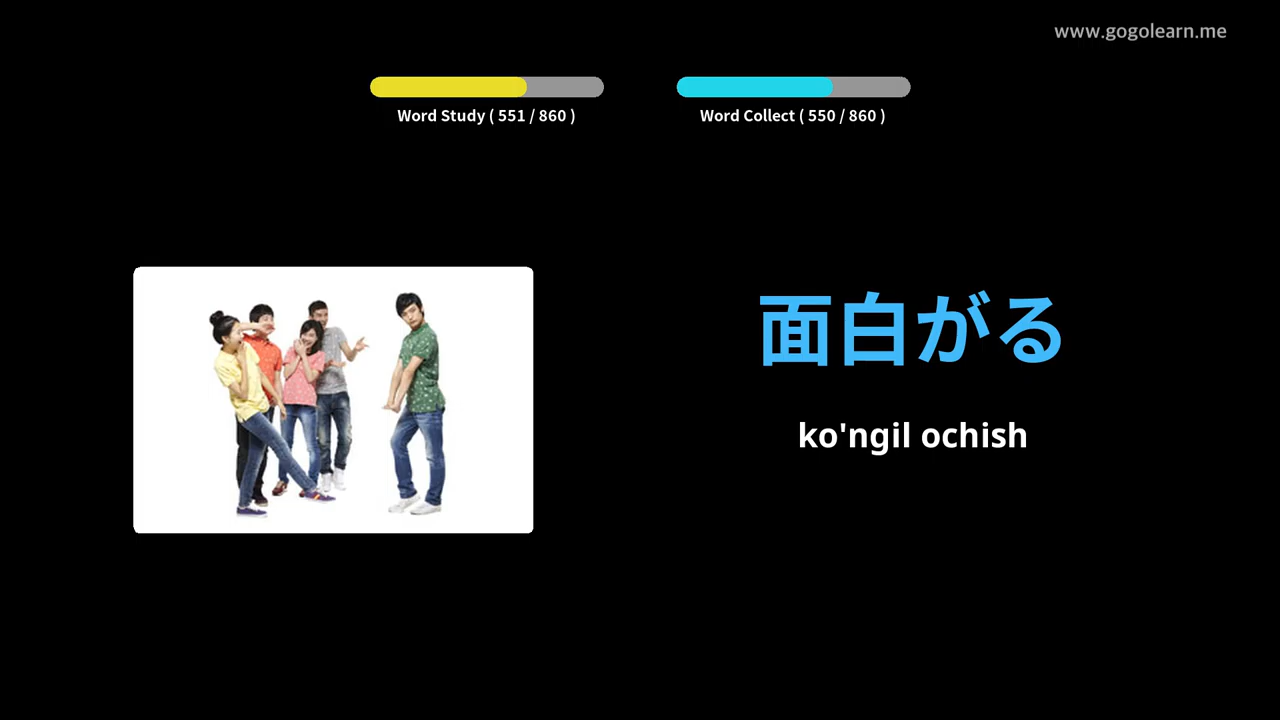 www.gogolearn.me
Word Study ( 551 / 860 )
Word Collect ( 550 / 860 )
面白がる
ko'ngil ochish